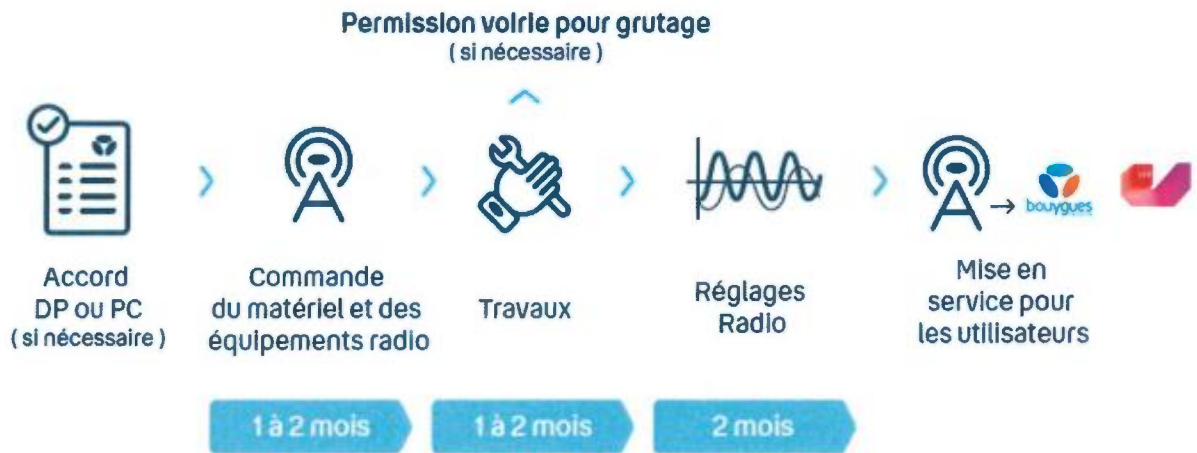 Permission voirie pour grutage
( si nécessaire )
Accord
DP ou PC
( si nécessaire )
Commande
du matériel et des
équipements radio
Travaux
Réglages
Radio
bouygues
Mise en
service pour
les utilisateurs
1 à 2 mois
1 à 2 mois
2 mois